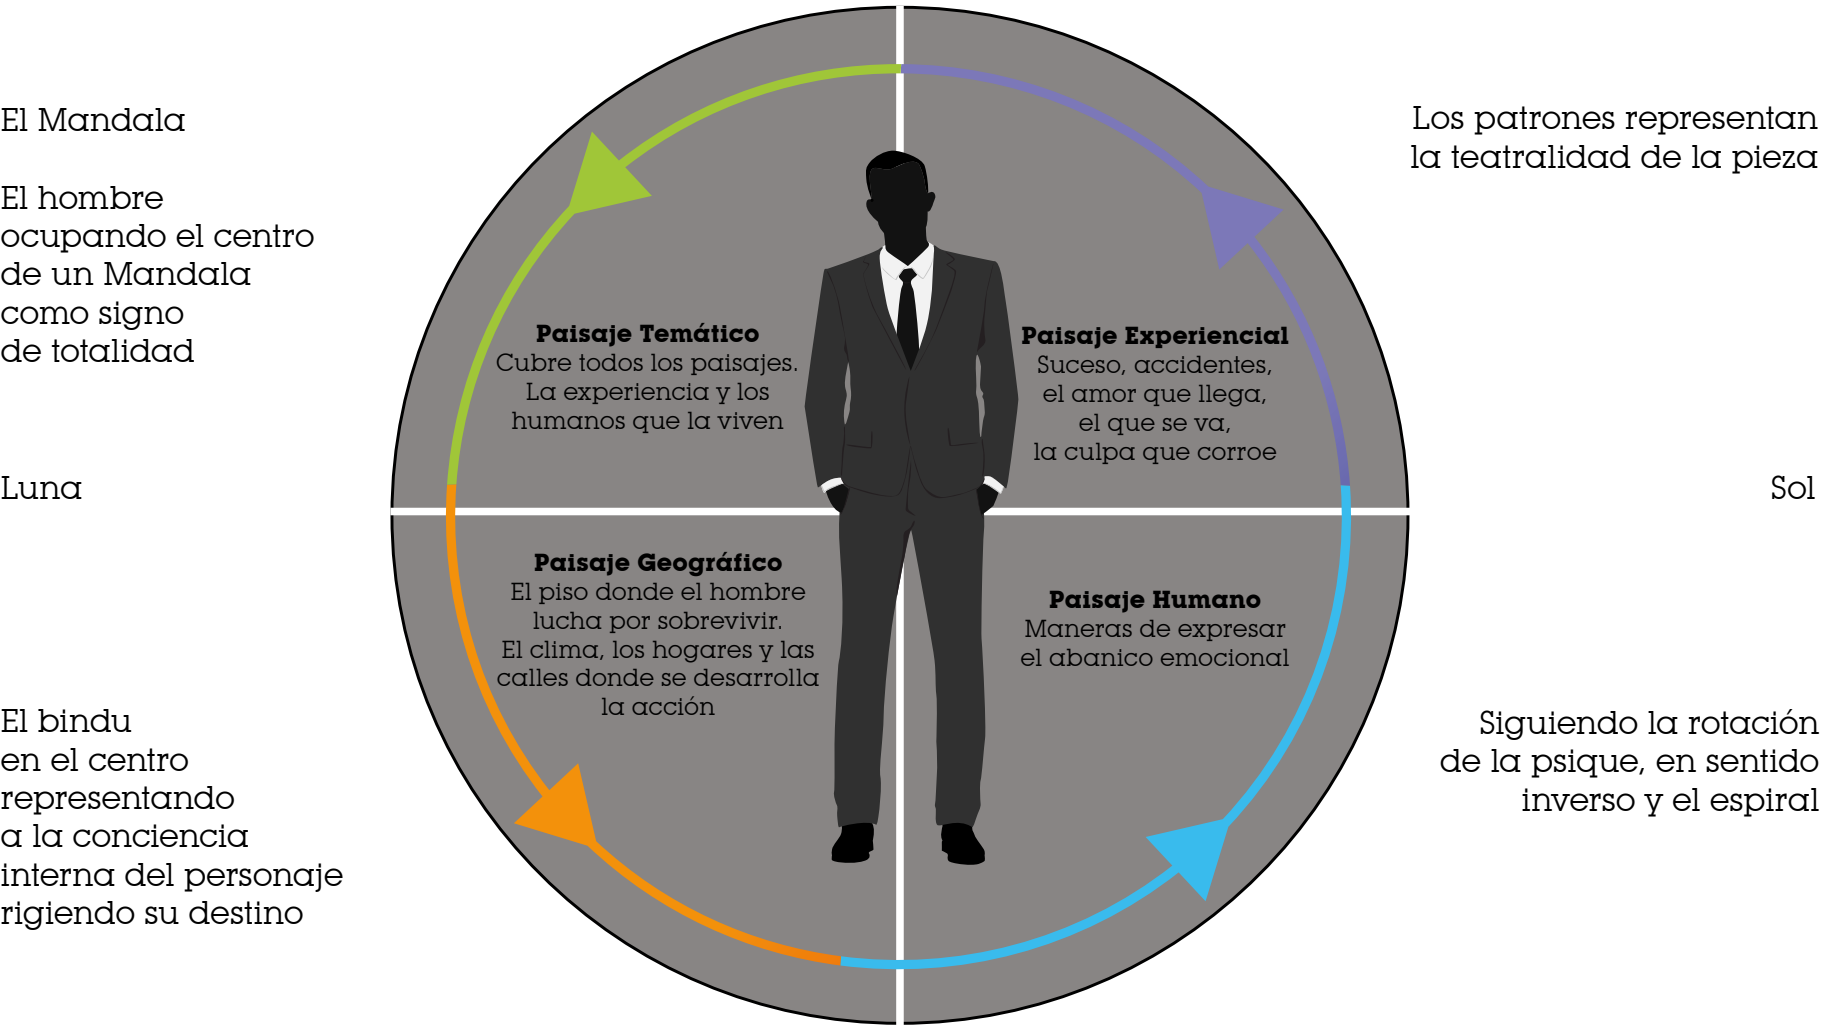 El Mandala
El hombre
ocupando el centro
de un Mandala
como signo
de totalidad
Luna
El bindu
en el centro
representando
a la conciencia
interna del personaje
rigiendo su destino
Paisaje Temático
Cubre todos los paisajes.
La experiencia y los
humanos que la viven
Paisaje Experiencial
Suceso, accidentes,
el amor que llega,
el que se va,
la culpa que corroe
Paisaje Geográfico
El piso donde el hombre
lucha por sobrevivir.
El clima, los hogares y las
calles donde se desarrolla
la acción
Paisaje Humano
Maneras de expresar
el abanico emocional
Los patrones representan
la teatralidad de la pieza
Sol
Siguiendo la rotación
de la psique, en sentido
inverso y el espiral